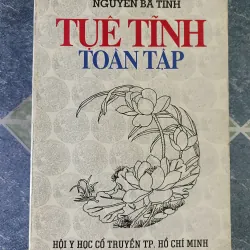 NGUYỄN BÁ TĨNH
TUỆ TĨNH
TOÀN TẬP
HỘI Y HỌC CỔ TRUYỀN TP. HỒ CHÍ MINH